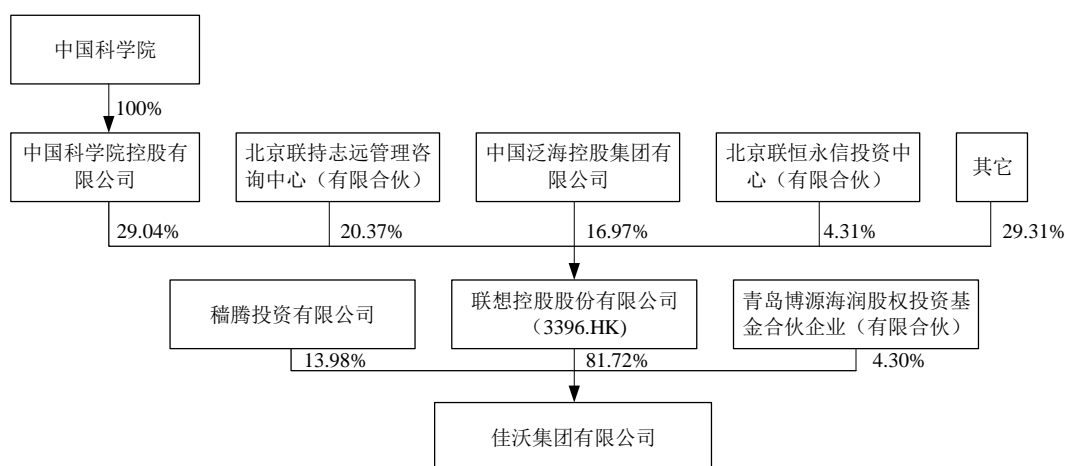 中国科学院
100%
中国科学院控股有
限公司
北京联持志远管理咨
询中心（有限合伙）
中国泛海控股集团有
限公司
北京联恒永信投资中
心（有限合伙）
其它
29.04%
20.37%
16.97%
4.31%
29.31%
穑腾投资有限公司
联想控股股份有限公司
（3396.HK)
青岛博源海润股权投资基
金合伙企业（有限合伙）
13.98%
81.72%
4.30%
佳沃集团有限公司